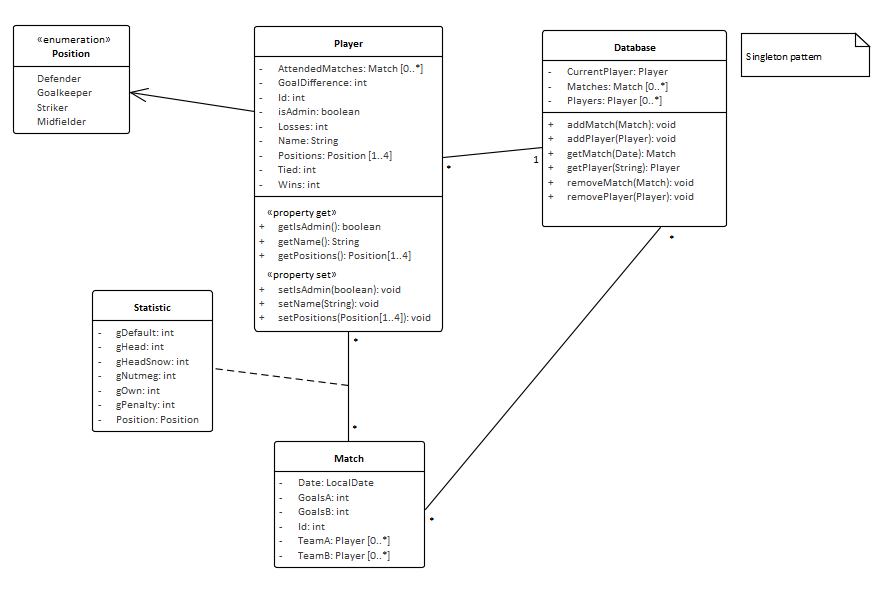 «enumeration»
Position
Defender
Goalkeeper
Striker
Midfielder
Player
- AttendedMatches: Match [0..*]
- GoalDifference: int
- Id: int
- isAdmin: boolean
- Losses: int
- Name: String
- Positions: Position [1..4]
- Tied: int
- Wins: int
«property get»
+ getIsAdmin(): boolean
+ getName(): String
+ getPositions(): Position[1..4]
«property set»
+ setIsAdmin(boolean): void
+ setName(String): void
+ setPositions(Position[1..4]): void
*
1
Database
- CurrentPlayer: Player
- Matches: Match [0..*]
- Players: Player [0..*]
+ addMatch(Match): void
+ addPlayer(Player): void
+ getMatch(Date): Match
+ getPlayer(String): Player
+ removeMatch(Match): void
+ removePlayer(Player): void
*
Singleton pattern
Statistic
- gDefault: int
- gHead: int
- gHeadSnow: int
- gNutmeg: int
- gOwn: int
- gPenalty: int
- Position: Position
*
*
Match
- Date: LocalDate
- GoalsA: int
- GoalsB: int
- Id: int
- TeamA: Player [0..*]
- TeamB: Player [0..*]
*